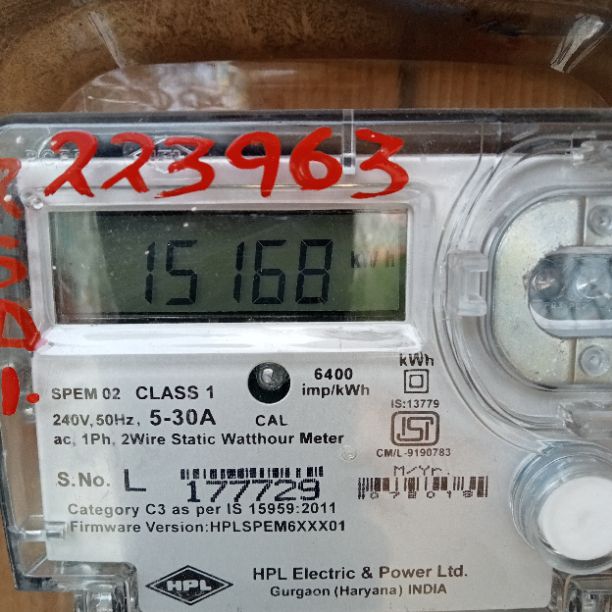 223963
15168 kWh
6400
imp/kWh
kWh
SPEM 02 CLASS 1
IS:13779
240V, 50Hz, 5-30A
CAL
ac, 1Ph, 2Wire Static Watthour Meter
CM/L-9190783
S.No. L 177729
M/Yr.
Category C3 as per IS 15959:2011
Firmware Version:HPLSPEM6XXX01
HPL
HPL Electric & Power Ltd.
Gurgaon (Haryana) INDIA